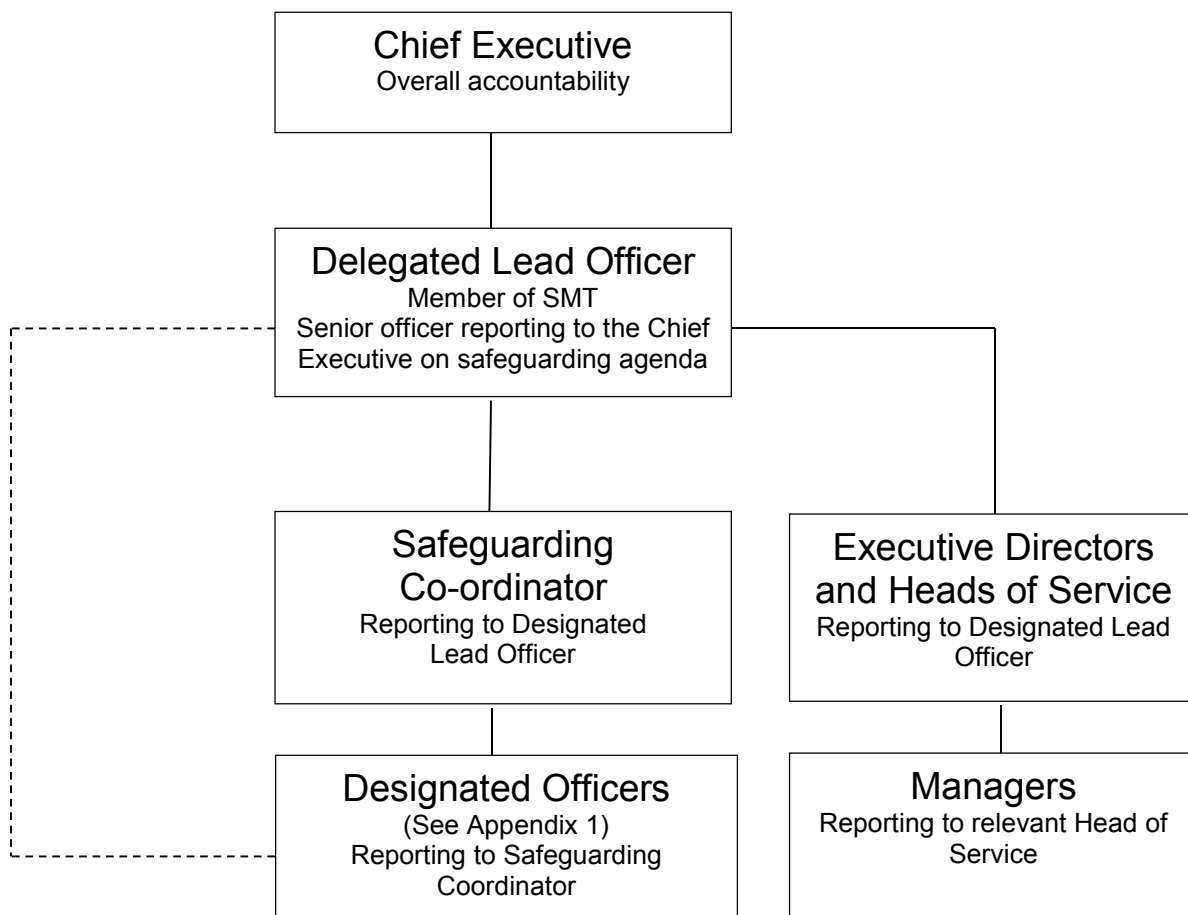 Chief Executive
Overall accountability
Delegated Lead Officer
Member of SMT
Senior officer reporting to the Chief
Executive on safeguarding agenda
Safeguarding
Co-ordinator
Reporting to Designated
Lead Officer
Executive Directors
and Heads of Service
Reporting to Designated Lead
Officer
Designated Officers
(See Appendix 1)
Reporting to Safeguarding
Coordinator
Managers
Reporting to relevant Head of
Service